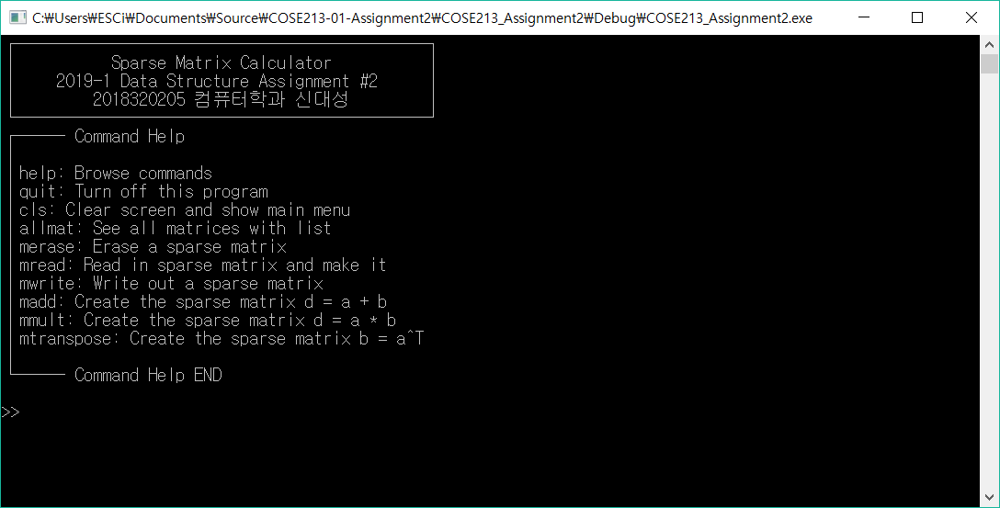 C:₩Users₩ESCi₩Documents₩Source₩COSE213-01-Assignment2₩COSE213_Assignment2₩Debug₩COSE213_Assignment2.exe
Sparse Matrix Calculator
2019-1 Data Structure Assignment #2
2018320205 컴퓨터학과 신대성
Command Help
help: Browse commands
quit: Turn off this program
cls: Clear screen and show main menu
allmat: See all matrices with list
merase: Erase a sparse matrix
mread: Read in sparse matrix and make it
mwrite: Write out a sparse matrix
madd: Create the sparse matrix d = a + b
mmult: Create the sparse matrix d = a * b
mtranspose: Create the sparse matrix b = a^T
Command Help END
>>